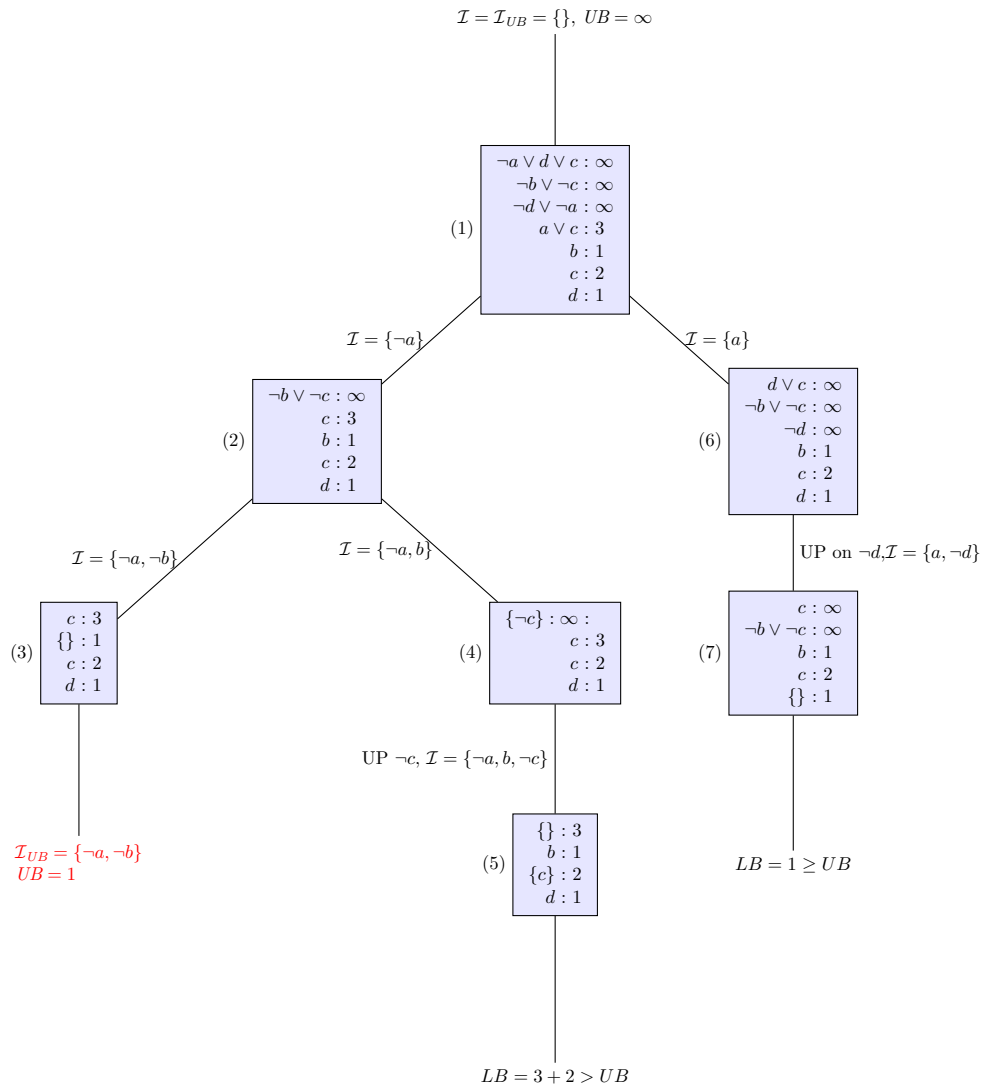 𝓘 = 𝓘_UB = {}, UB = ∞
(1)
¬a ∨ d ∨ c : ∞
¬b ∨ ¬c : ∞
¬d ∨ ¬a : ∞
a ∨ c : 3
b : 1
c : 2
d : 1
𝓘 = {¬a}
𝓘 = {a}
(2)
¬b ∨ ¬c : ∞
c : 3
b : 1
c : 2
d : 1
(6)
d ∨ c : ∞
¬b ∨ ¬c : ∞
¬d : ∞
b : 1
c : 2
d : 1
𝓘 = {¬a, ¬b}
𝓘 = {¬a, b}
UP on ¬d,𝓘 = {a, ¬d}
(3)
c : 3
{} : 1
c : 2
d : 1
(4)
{¬c} : ∞ :
c : 3
c : 2
d : 1
(7)
c : ∞
¬b ∨ ¬c : ∞
b : 1
c : 2
{} : 1
UP ¬c, 𝓘 = {¬a, b, ¬c}
𝓘_UB = {¬a, ¬b}
UB = 1
(5)
{} : 3
b : 1
{c} : 2
d : 1
LB = 1 ≥ UB
LB = 3 + 2 > UB